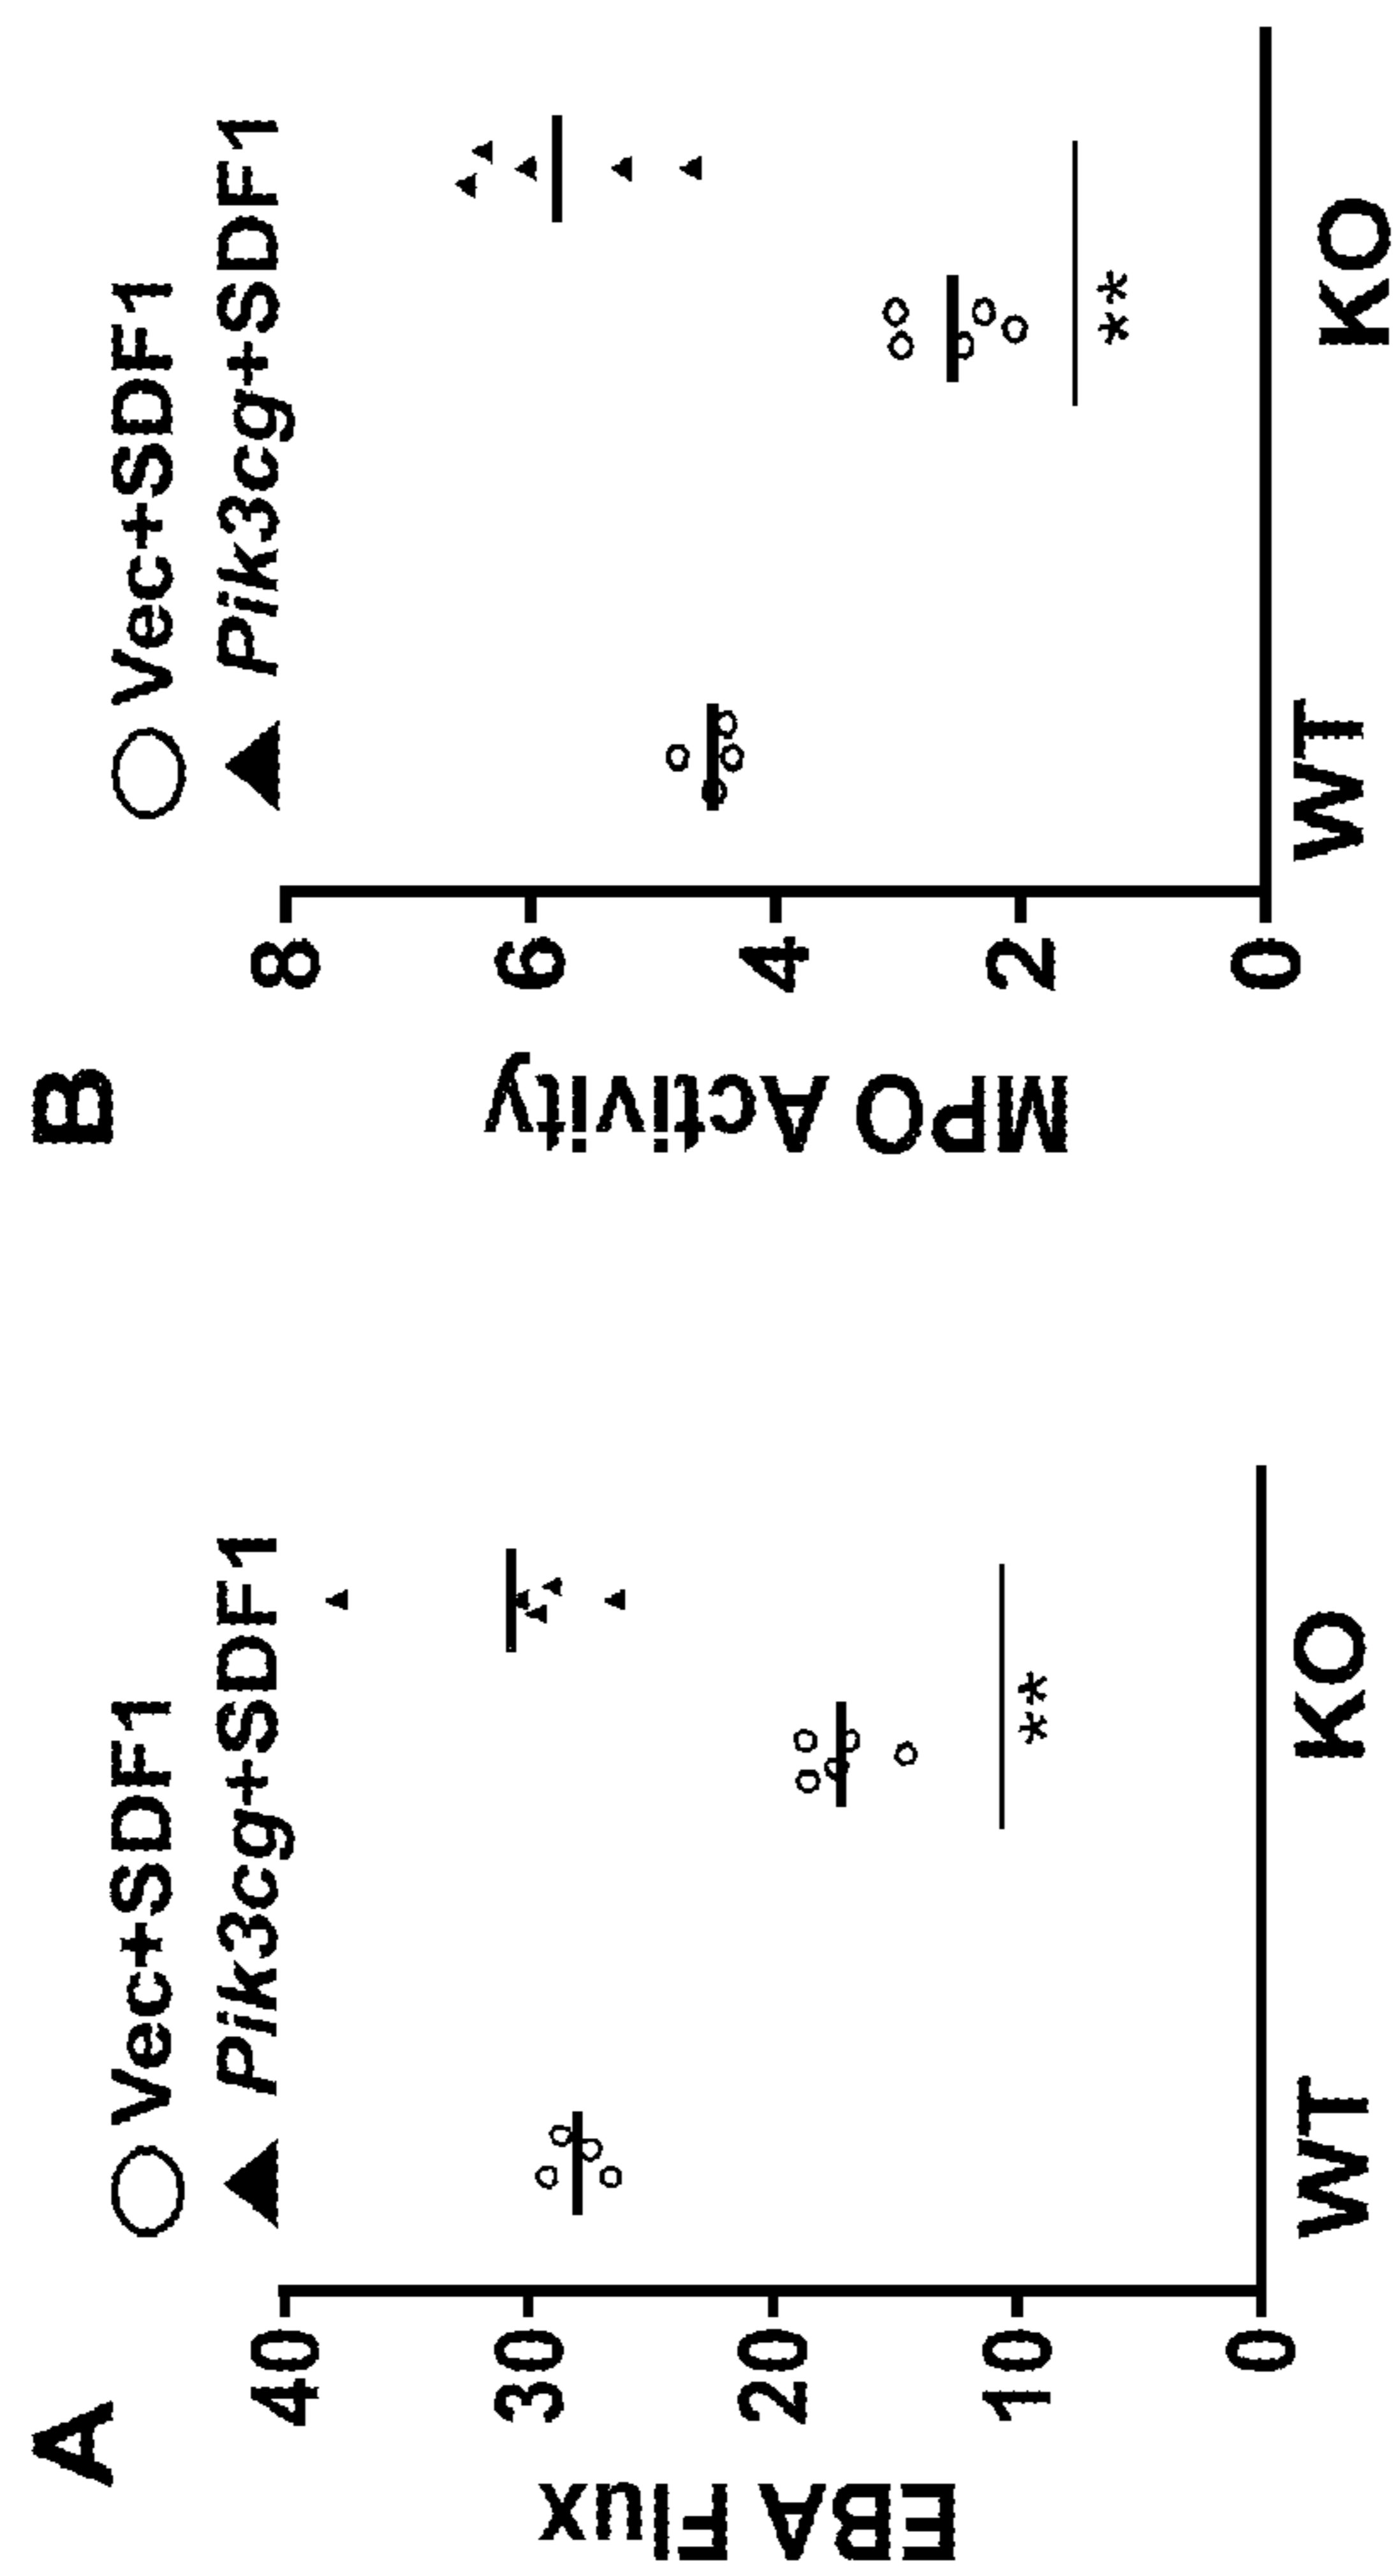 A
Vec+SDF1
Pik3cg+SDF1
EBA Flux
40
30
20
10
0
**
WT
KO
B
Vec+SDF1
Pik3cg+SDF1
MPO Activity
8
6
4
2
0
**
WT
KO